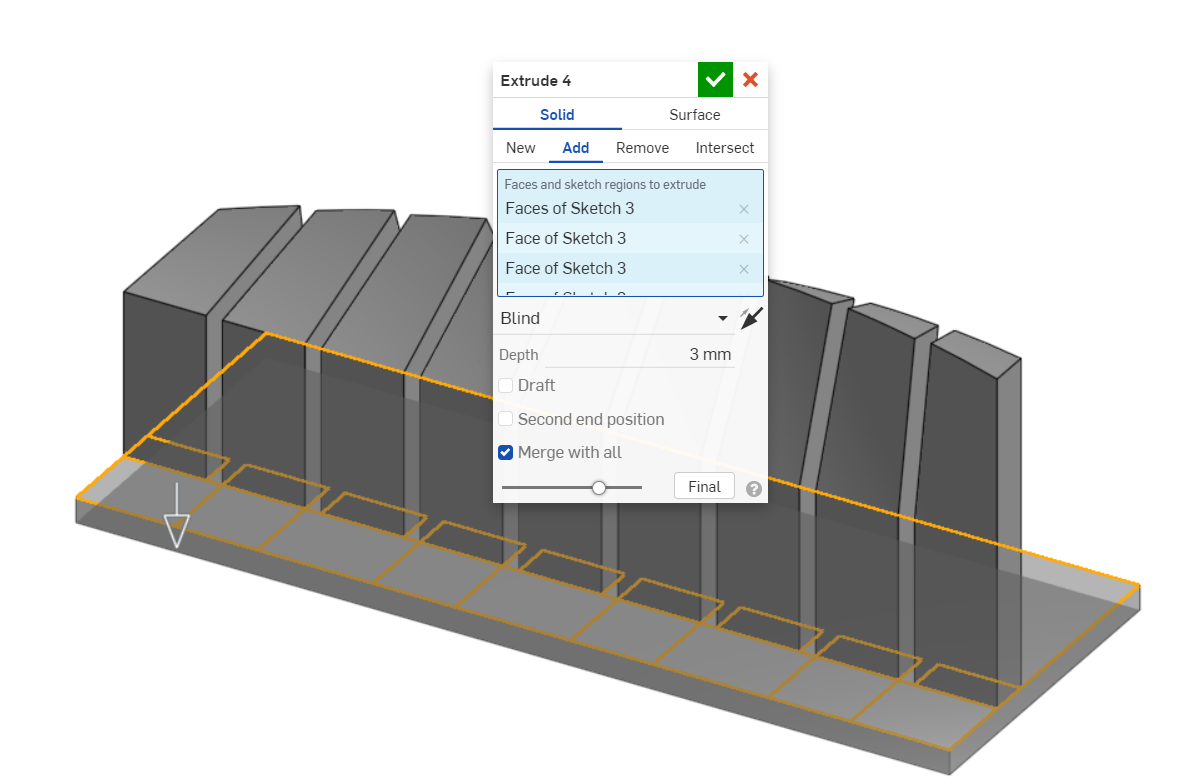 Extrude 4
Solid Surface
New Add Remove Intersect
Faces and sketch regions to extrude
Faces of Sketch 3
Face of Sketch 3
Face of Sketch 3
Blind
Depth 3 mm
Draft
Second end position
Merge with all
Final ?